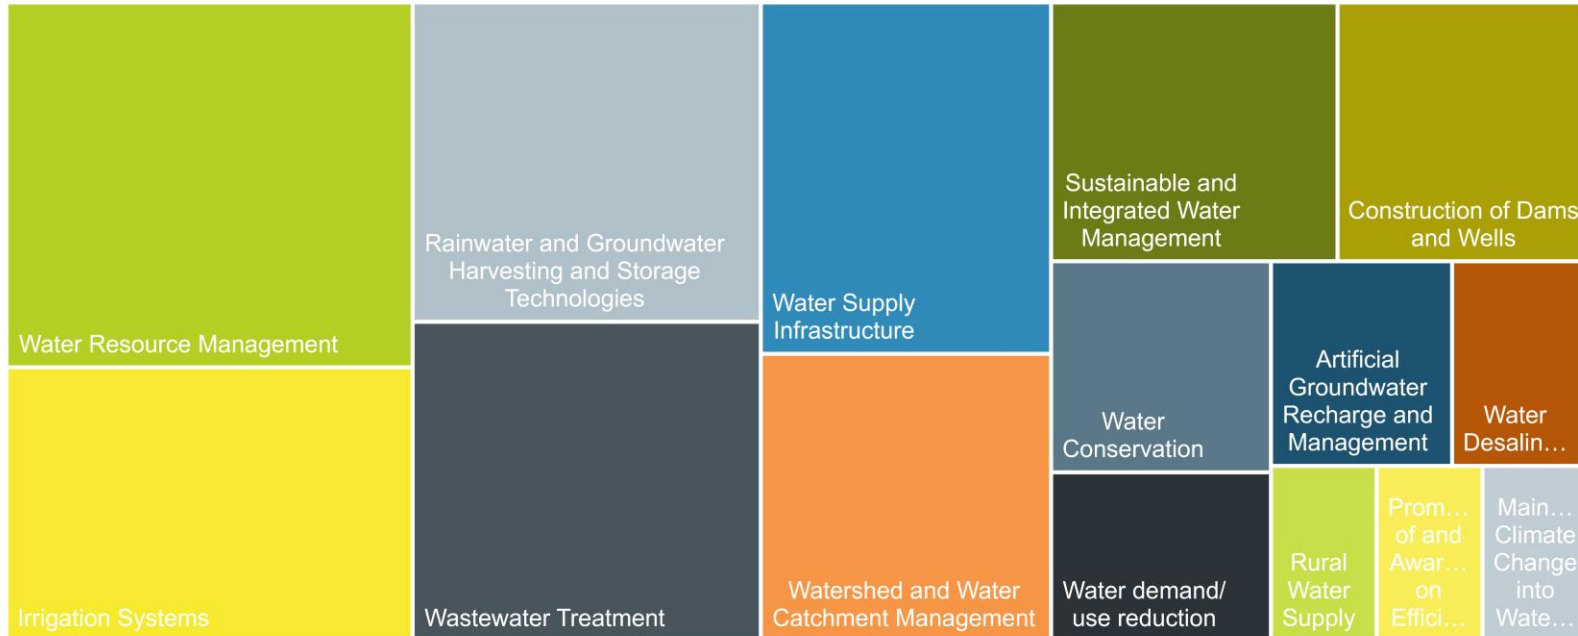 Water Resource Management
Irrigation Systems
Rainwater and Groundwater
Harvesting and Storage
Technologies
Wastewater Treatment
Water Supply
Infrastructure
Watershed and Water
Catchment Management
Sustainable and
Integrated Water
Management
Construction of Dams
and Wells
Water
Conservation
Water demand/
use reduction
Artificial
Groundwater
Recharge and
Management
Water
Desalin…
Rural
Water
Supply
Prom…
of and
Awar…
on
Effici…
Main…
Climate
Change
into
Wate…